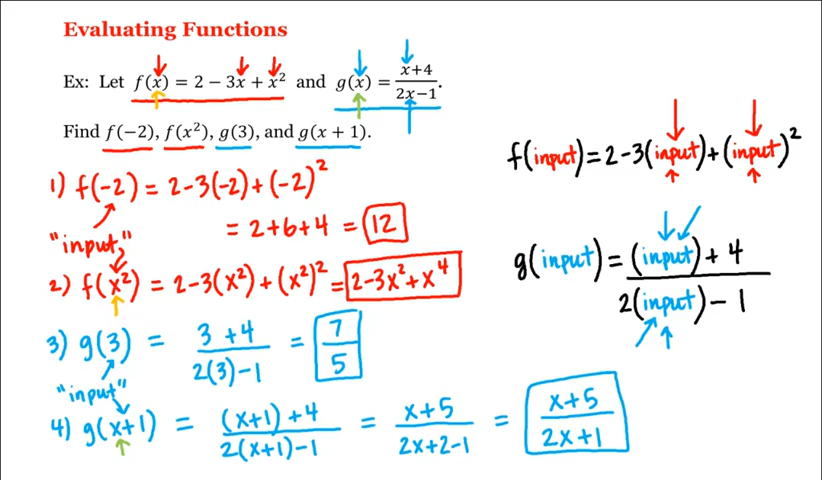 Evaluating Functions
Ex: Let f(x) = 2 − 3x + x² and g(x) = (x+4)/(2x−1).
Find f(−2), f(x²), g(3), and g(x + 1).
f(input) = 2−3(input) + (input)²
1) f(−2) = 2−3(−2) + (−2)²
= 2+6+4 = 12
"input"
g(input) = ((input) + 4)/(2(input) − 1)
2) f(x²) = 2−3(x²) + (x²)² = 2−3x²+x⁴
3) g(3) = (3+4)/(2(3)−1) = 7/5
"input"
4) g(x+1) = ((x+1)+4)/(2(x+1)−1) = (x+5)/(2x+2−1) = (x+5)/(2x+1)